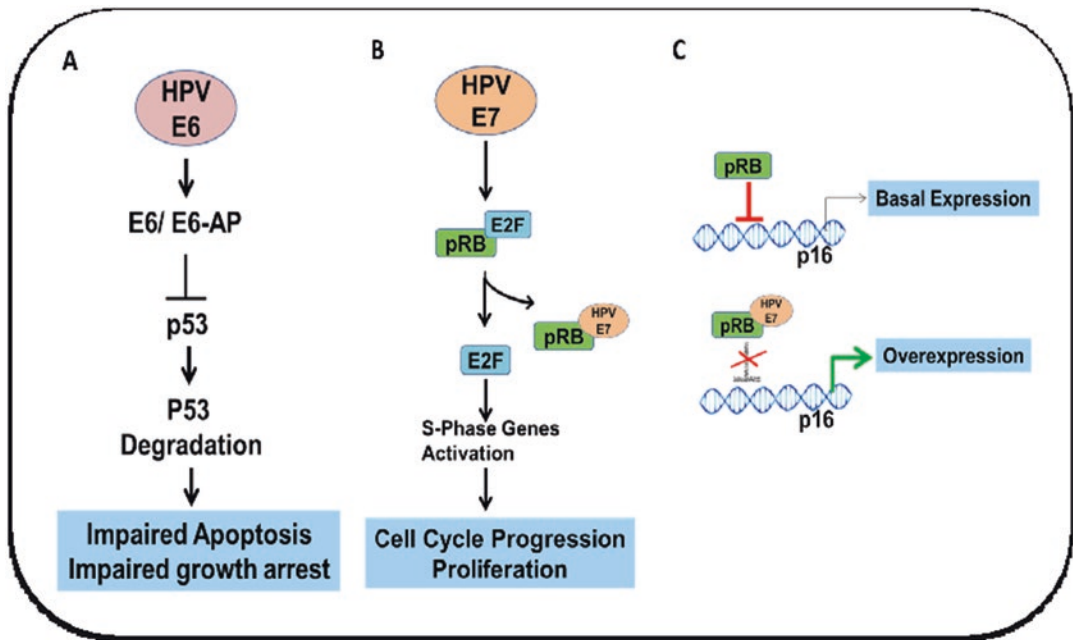 A
HPV
E6
E6/ E6-AP
p53
P53
Degradation
Impaired Apoptosis
Impaired growth arrest
B
HPV
E7
E2F
pRB
HPV
E7
pRB
E2F
S-Phase Genes
Activation
Cell Cycle Progression
Proliferation
C
pRB
Basal Expression
p16
HPV
E7
pRB
Overexpression
p16